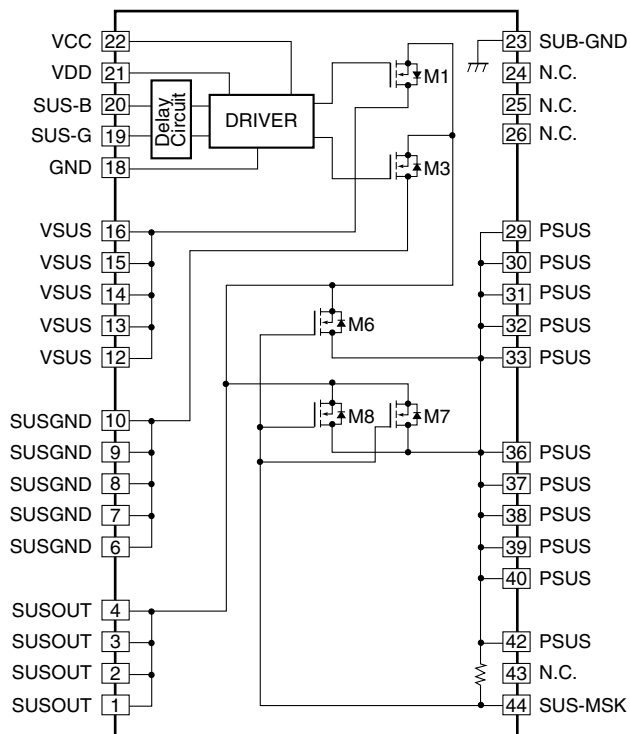 VCC 22
VDD 21
SUS-B 20
SUS-G 19
GND 18
Delay Circuit
DRIVER
M1
M3
VSUS 16
VSUS 15
VSUS 14
VSUS 13
VSUS 12
M6
M8
M7
SUSGND 10
SUSGND 9
SUSGND 8
SUSGND 7
SUSGND 6
SUSOUT 4
SUSOUT 3
SUSOUT 2
SUSOUT 1
23 SUB-GND
24 N.C.
25 N.C.
26 N.C.
29 PSUS
30 PSUS
31 PSUS
32 PSUS
33 PSUS
36 PSUS
37 PSUS
38 PSUS
39 PSUS
40 PSUS
42 PSUS
43 N.C.
44 SUS-MSK